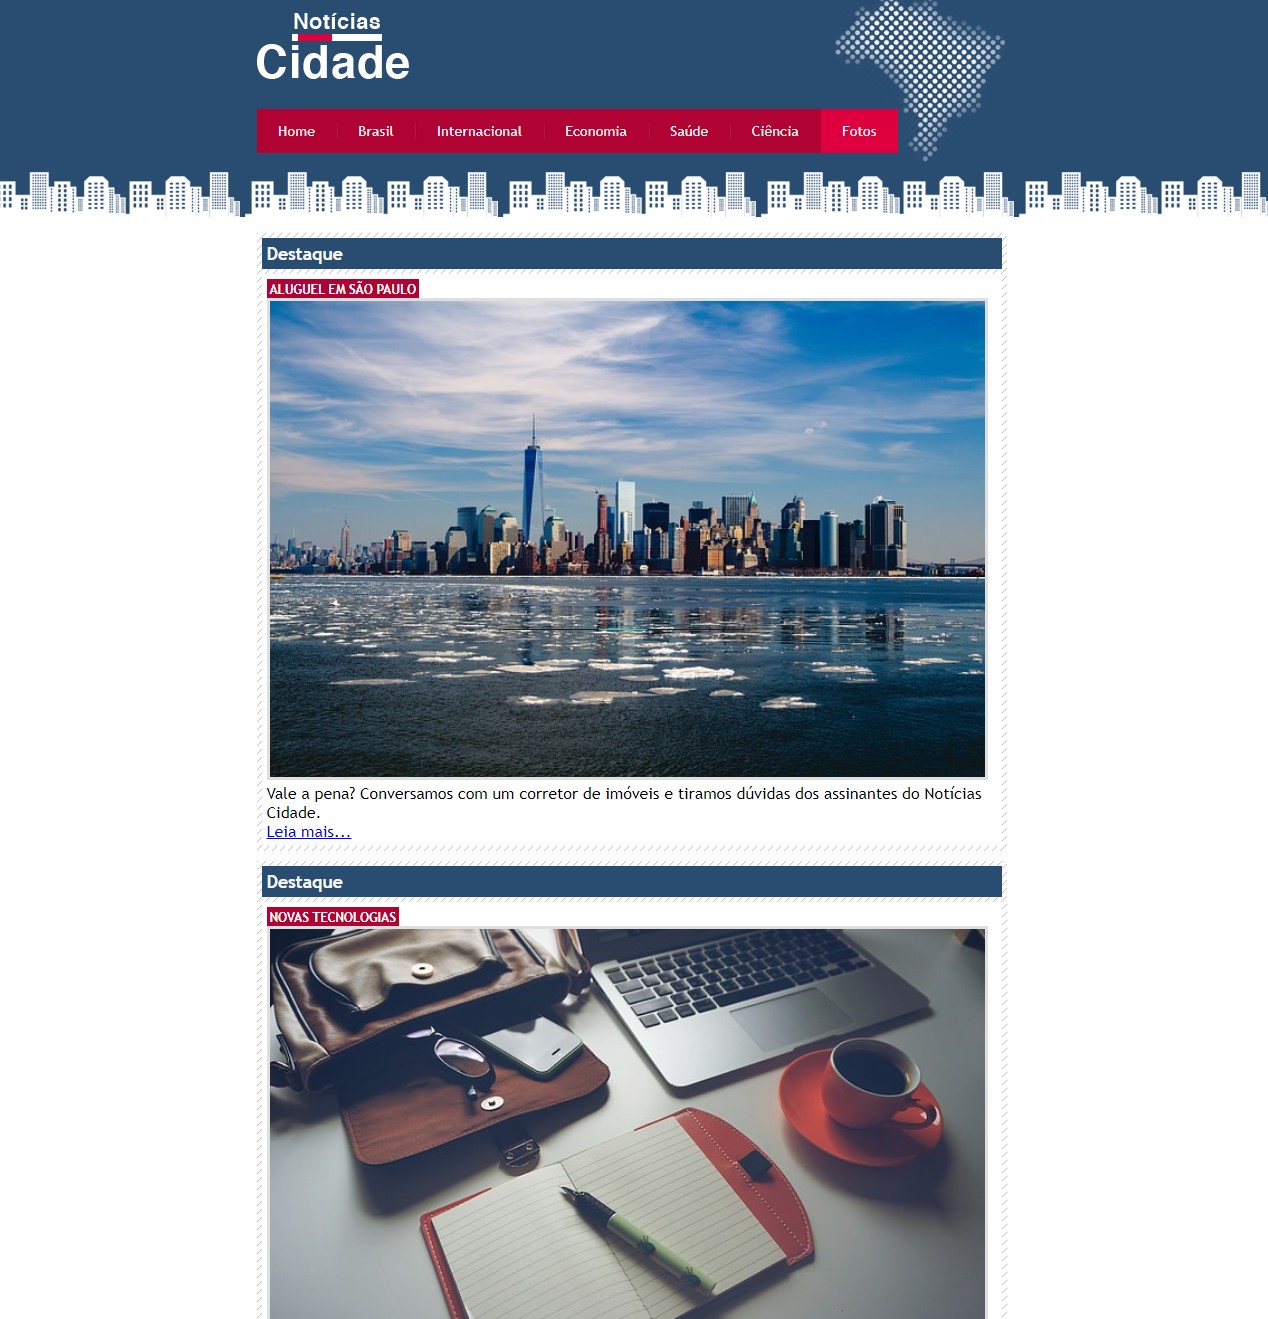 Notícias
Cidade
Home Brasil Internacional Economia Saúde Ciência Fotos
Destaque
ALUGUEL EM SÃO PAULO
Vale a pena? Conversamos com um corretor de imóveis e tiramos dúvidas dos assinantes do Notícias
Cidade.
Leia mais...
Destaque
NOVAS TECNOLOGIAS